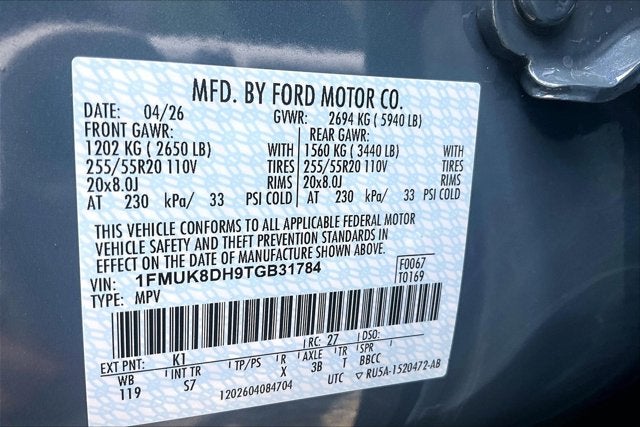 MFD. BY FORD MOTOR CO.
DATE: 04/26 GVWR: 2694 KG ( 5940 LB)
FRONT GAWR: REAR GAWR:
1202 KG ( 2650 LB) WITH 1560 KG ( 3440 LB) WITH
255/55R20 110V TIRES 255/55R20 110V TIRES
20x8.0J RIMS 20x8.0J RIMS
AT 230 kPa/ 33 PSI COLD AT 230 kPa/ 33 PSI COLD
THIS VEHICLE CONFORMS TO ALL APPLICABLE FEDERAL MOTOR
VEHICLE SAFETY AND THEFT PREVENTION STANDARDS IN
EFFECT ON THE DATE OF MANUFACTURE SHOWN ABOVE.
VIN: 1FMUK8DH9TGB31784 F0067
TYPE: MPV T0169
EXT PNT: K1 RC: 27 DSO:
WB INT TR TP/PS R AXLE TR SPR
119 S7 X 3B T BBCC
1202604084704 UTC ▽ RU5A-1520472-AB